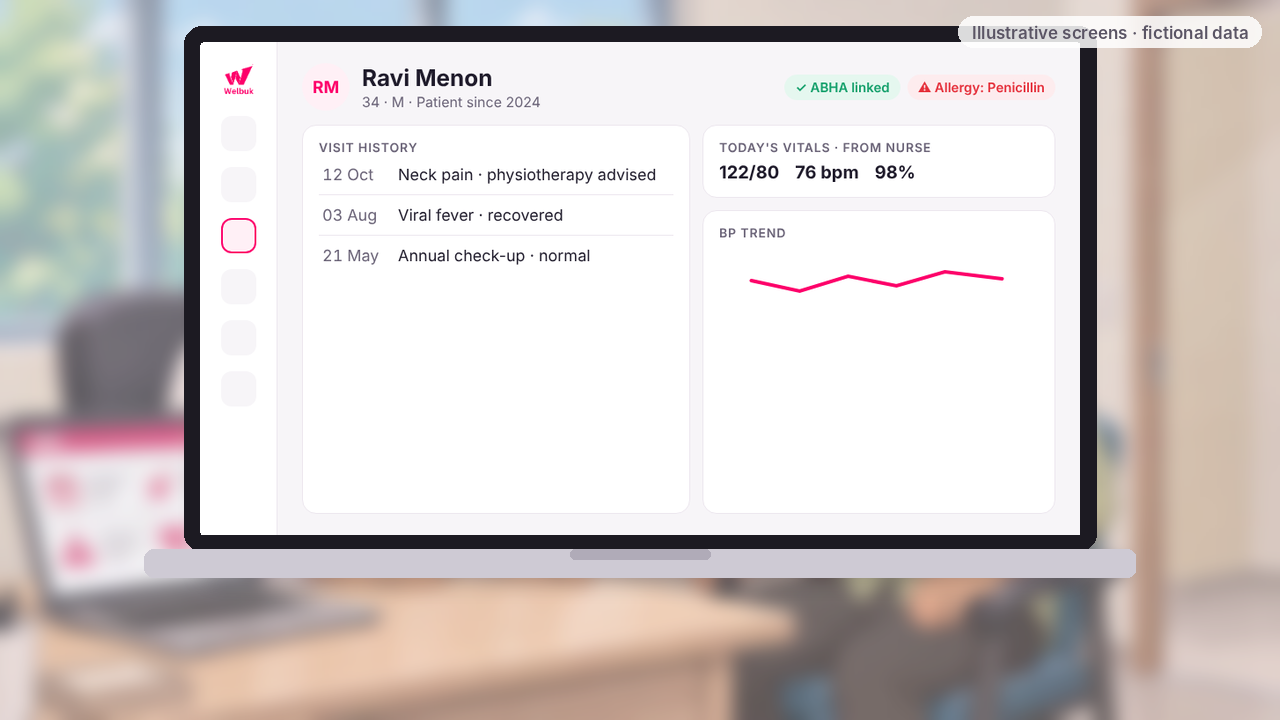 Illustrative screens · fictional data
Welbuk
RM
Ravi Menon
34 · M · Patient since 2024
✓ ABHA linked
⚠ Allergy: Penicillin
VISIT HISTORY
12 Oct Neck pain · physiotherapy advised
03 Aug Viral fever · recovered
21 May Annual check-up · normal
TODAY'S VITALS · FROM NURSE
122/80 76 bpm 98%
BP TREND